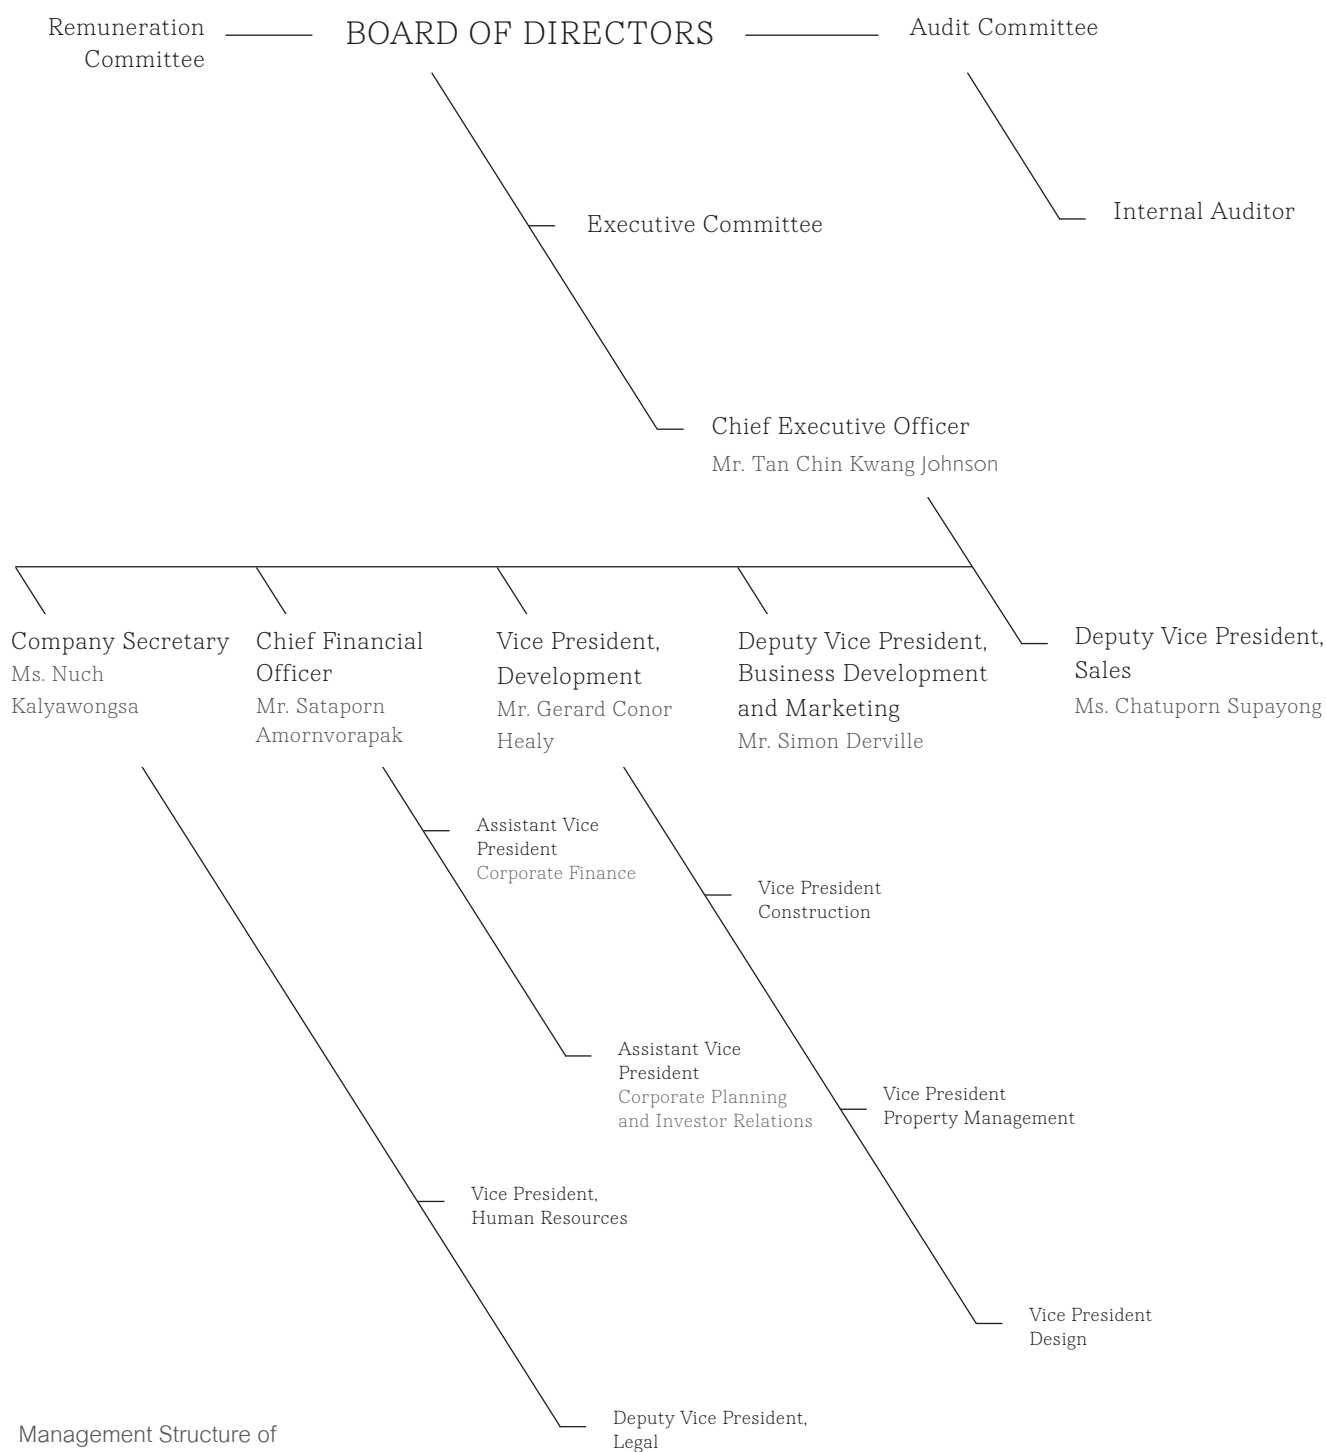 Remuneration
Committee
BOARD OF DIRECTORS
Audit Committee
Executive Committee
Internal Auditor
Chief Executive Officer
Mr. Tan Chin Kwang Johnson
Company Secretary
Ms. Nuch
Kalyawongsa
Chief Financial
Officer
Mr. Sataporn
Amornvorapak
Vice President,
Development
Mr. Gerard Conor
Healy
Deputy Vice President,
Business Development
and Marketing
Mr. Simon Derville
Deputy Vice President,
Sales
Ms. Chatuporn Supayong
Assistant Vice
President
Corporate Finance
Vice President
Construction
Assistant Vice
President
Corporate Planning
and Investor Relations
Vice President
Property Management
Vice President,
Human Resources
Vice President
Design
Deputy Vice President,
Legal
Management Structure of